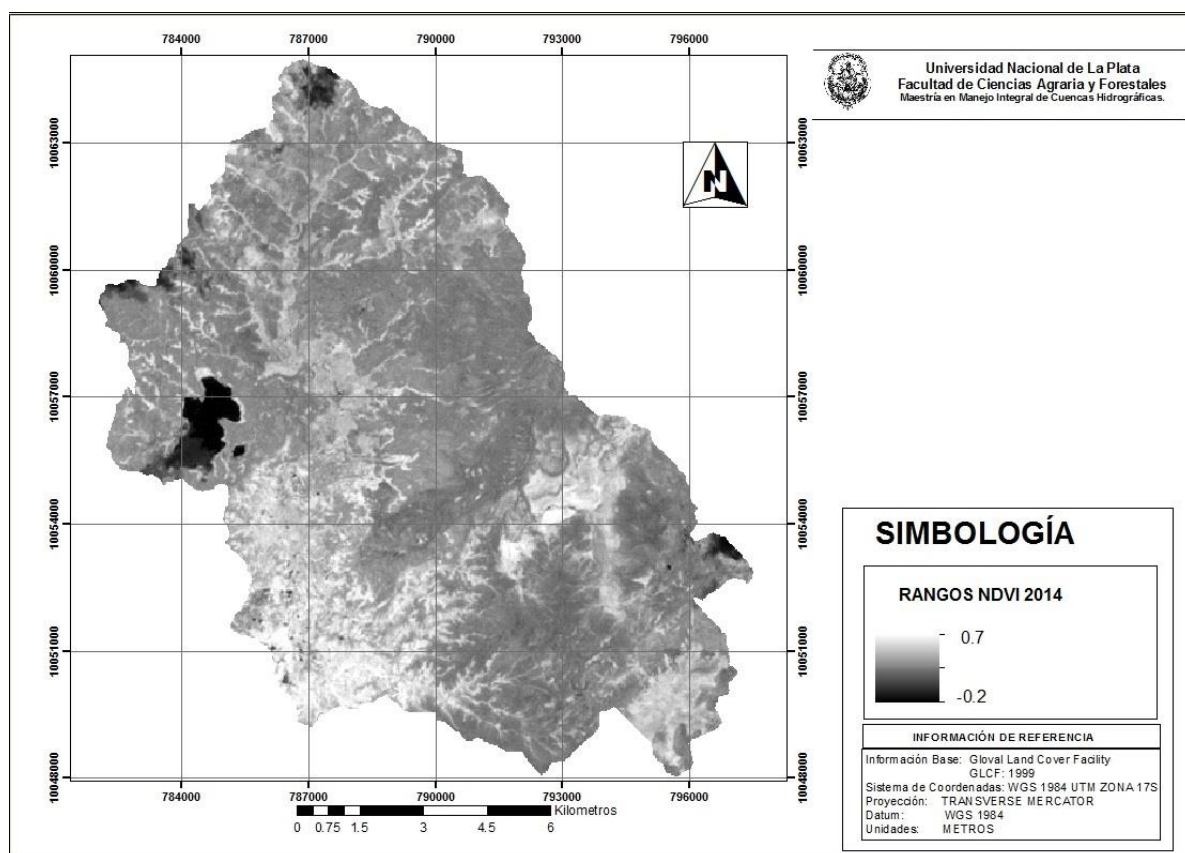 784000 787000 790000 793000 796000
Universidad Nacional de La Plata
Facultad de Ciencias Agraria y Forestales
Maestría en Manejo Integral de Cuencas Hidrográficas.
10063000 10063000
N
10060000 10060000
10057000 10057000
10054000 10054000
10051000 10051000
10048000 10048000
784000 787000 790000 793000 796000
Kilometros
0 0.75 1.5 3 4.5 6
SIMBOLOGÍA
RANGOS NDVI 2014
0.7
-0.2
INFORMACIÓN DE REFERENCIA
Información Base: Gloval Land Cover Facility
GLCF: 1999
Sistema de Coordenadas: WGS 1984 UTM ZONA 17S
Proyección: TRANSVERSE MERCATOR
Datum: WGS 1984
Unidades: METROS